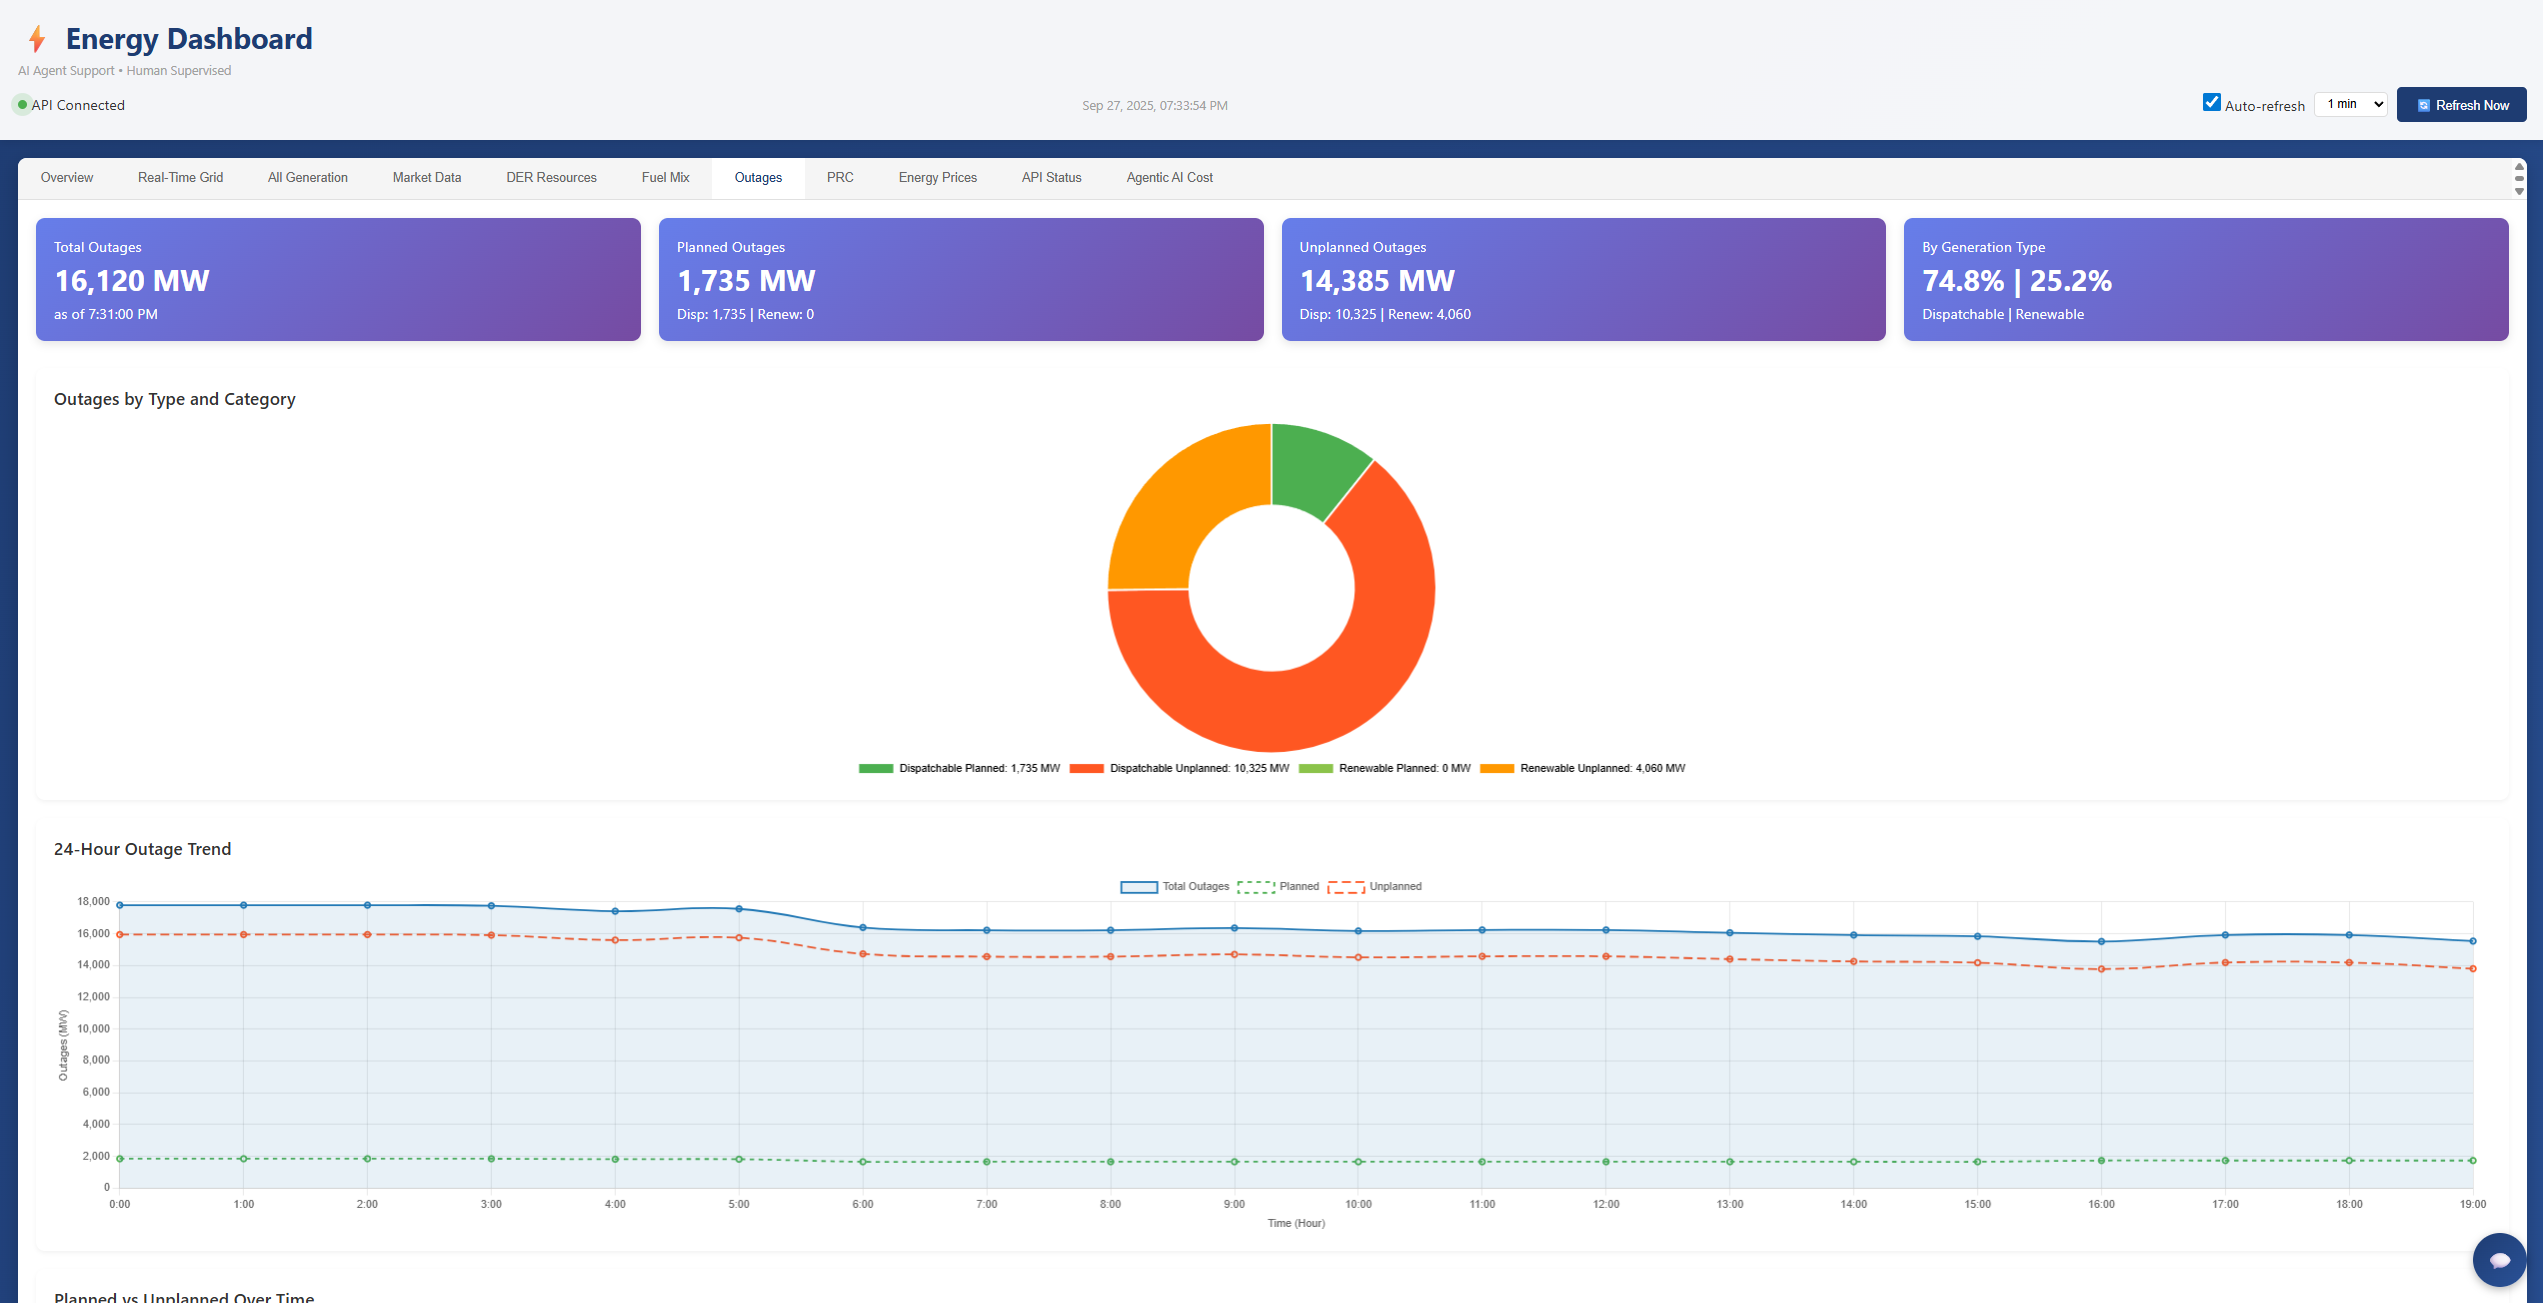 Energy Dashboard
AI Agent Support • Human Supervised
API Connected
Sep 27, 2025, 07:33:54 PM
Auto-refresh
1 min
Refresh Now
Overview
Real-Time Grid
All Generation
Market Data
DER Resources
Fuel Mix
Outages
PRC
Energy Prices
API Status
Agentic AI Cost
Total Outages
16,120 MW
as of 7:31:00 PM
Planned Outages
1,735 MW
Disp: 1,735 | Renew: 0
Unplanned Outages
14,385 MW
Disp: 10,325 | Renew: 4,060
By Generation Type
74.8% | 25.2%
Dispatchable | Renewable
Outages by Type and Category
Dispatchable Planned: 1,735 MW
Dispatchable Unplanned: 10,325 MW
Renewable Planned: 0 MW
Renewable Unplanned: 4,060 MW
24-Hour Outage Trend
Total Outages
Planned
Unplanned
18,000
16,000
14,000
12,000
10,000
8,000
6,000
4,000
2,000
0
Outages (MW)
0:00
1:00
2:00
3:00
4:00
5:00
6:00
7:00
8:00
9:00
10:00
11:00
12:00
13:00
14:00
15:00
16:00
17:00
18:00
19:00
Time (Hour)
Planned vs Unplanned Over Time